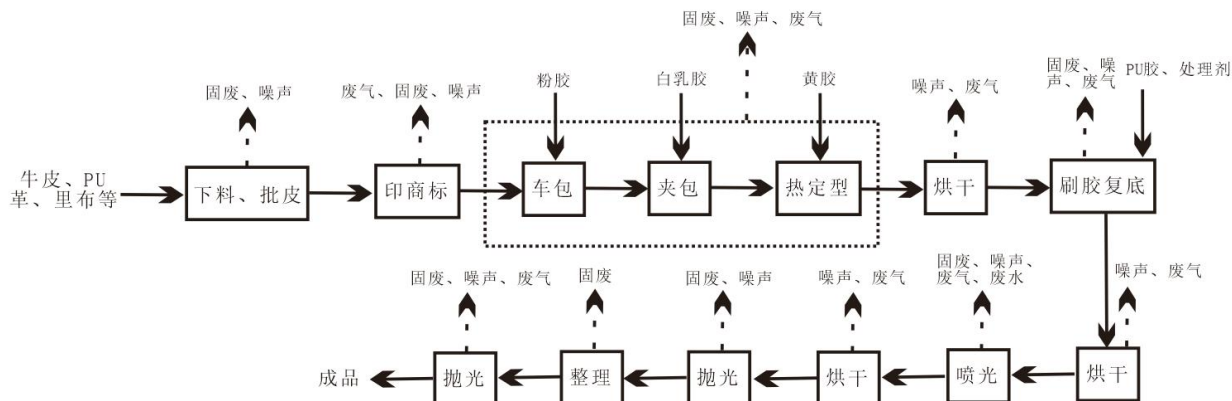 固废、噪声、废气
粉胶
白乳胶
黄胶
固废、噪声
废气、固废、噪声
噪声、废气
固废、噪
声、废气
PU胶、处理剂
牛皮、PU
革、里布等
下料、批皮
印商标
车包
夹包
热定型
烘干
刷胶复底
固废、噪声、废气
固废
固废、噪声
噪声、废气
固废、噪声、
废气、废水
噪声、废气
成品
抛光
整理
抛光
烘干
喷光
烘干